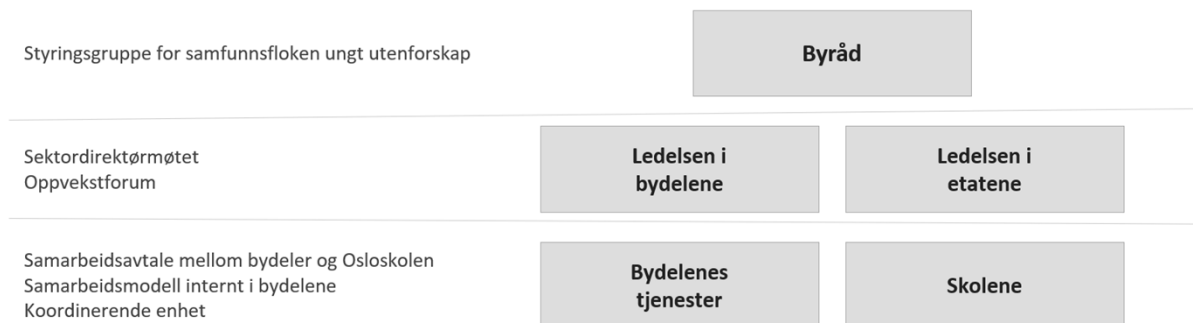 Styringsgruppe for samfunnsfloken ungt utenforskap
Byråd
Sektordirektørmøtet
Oppvekstforum
Ledelsen i
bydelene
Ledelsen i
etatene
Samarbeidsavtale mellom bydeler og Osloskolen
Samarbeidsmodell internt i bydelene
Koordinerende enhet
Bydelenes
tjenester
Skolene